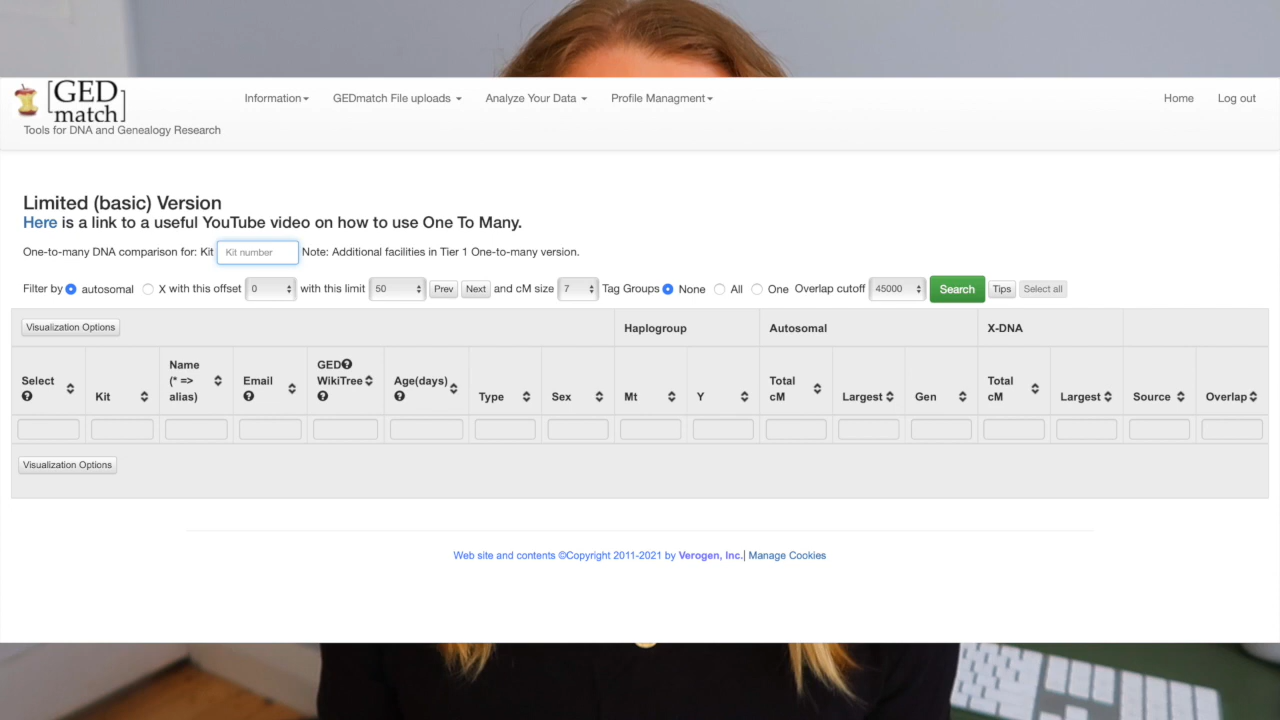 [GED
match]
Tools for DNA and Genealogy Research
Information GEDmatch File uploads Analyze Your Data Profile Managment Home Log out
Limited (basic) Version
Here is a link to a useful YouTube video on how to use One To Many.
One-to-many DNA comparison for: Kit Kit number Note: Additional facilities in Tier 1 One-to-many version.
Filter by autosomal X with this offset 0 with this limit 50 Prev Next and cM size 7 Tag Groups None All One Overlap cutoff 45000 Search Tips Select all
Visualization Options Haplogroup Autosomal X-DNA
Select Kit Name (* => alias) Email GED WikiTree Age(days) Type Sex Mt Y Total cM Largest Gen Total cM Largest Source Overlap
Visualization Options
Web site and contents ©Copyright 2011-2021 by Verogen, Inc.| Manage Cookies